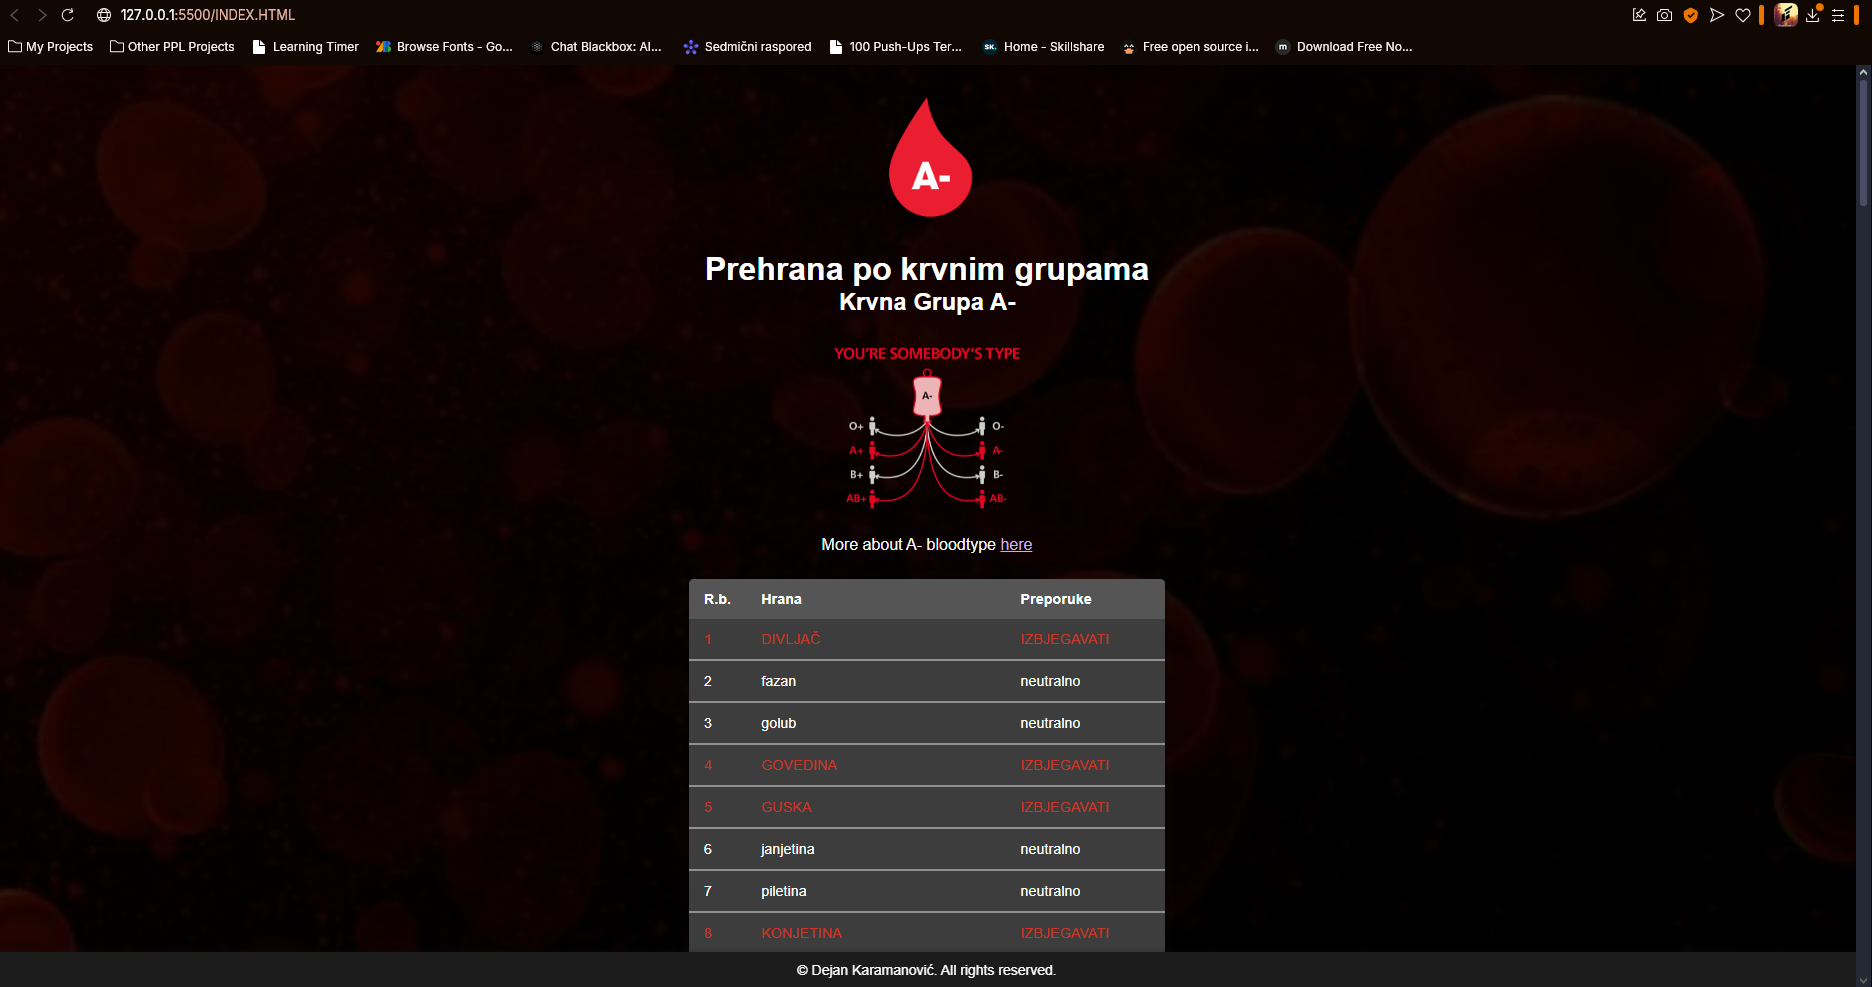 127.0.0.1:5500/INDEX.HTML
My Projects Other PPL Projects Learning Timer Browse Fonts - Go... Chat Blackbox: AI... Sedmični raspored 100 Push-Ups Ter... SK. Home - Skillshare Free open source i... m Download Free No...
A-
Prehrana po krvnim grupama
Krvna Grupa A-
YOU'RE SOMEBODY'S TYPE
A-
O+ O-
A+ A-
B+ B-
AB+ AB-
More about A- bloodtype here
R.b. Hrana Preporuke
1 DIVLJAČ IZBJEGAVATI
2 fazan neutralno
3 golub neutralno
4 GOVEDINA IZBJEGAVATI
5 GUSKA IZBJEGAVATI
6 janjetina neutralno
7 piletina neutralno
8 KONJETINA IZBJEGAVATI
© Dejan Karamanović. All rights reserved.